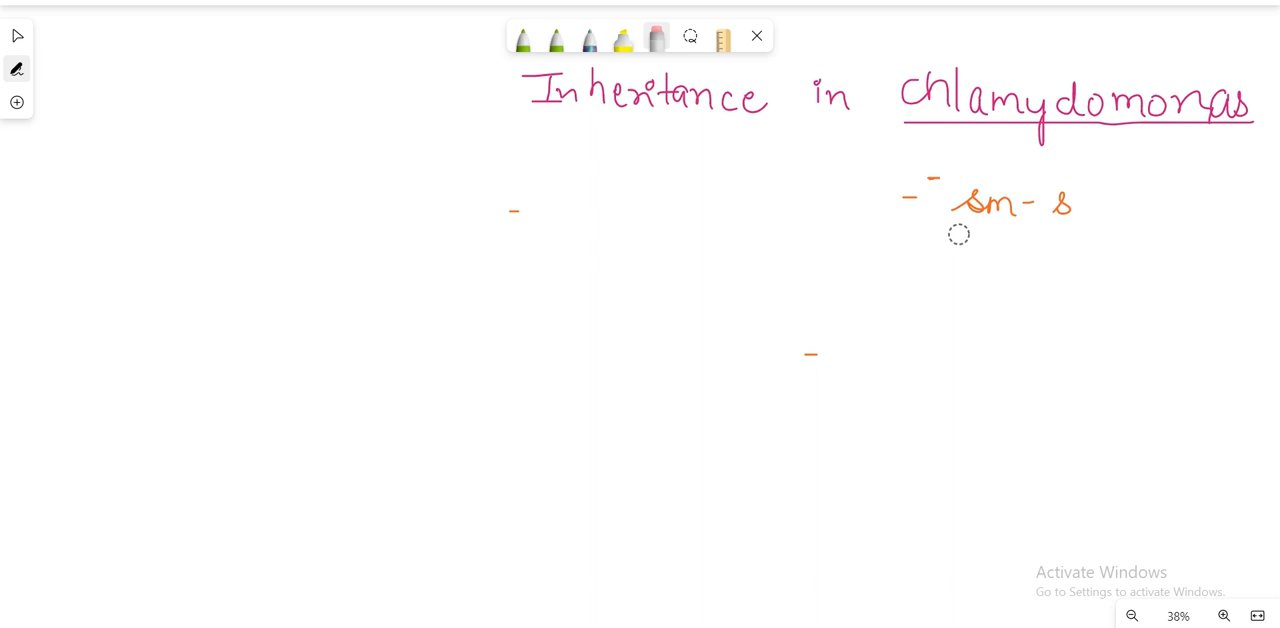 Inheritance in Chlamydomonas
- - sm - s
-
-
Activate Windows
Go to Settings to activate Windows.
38%